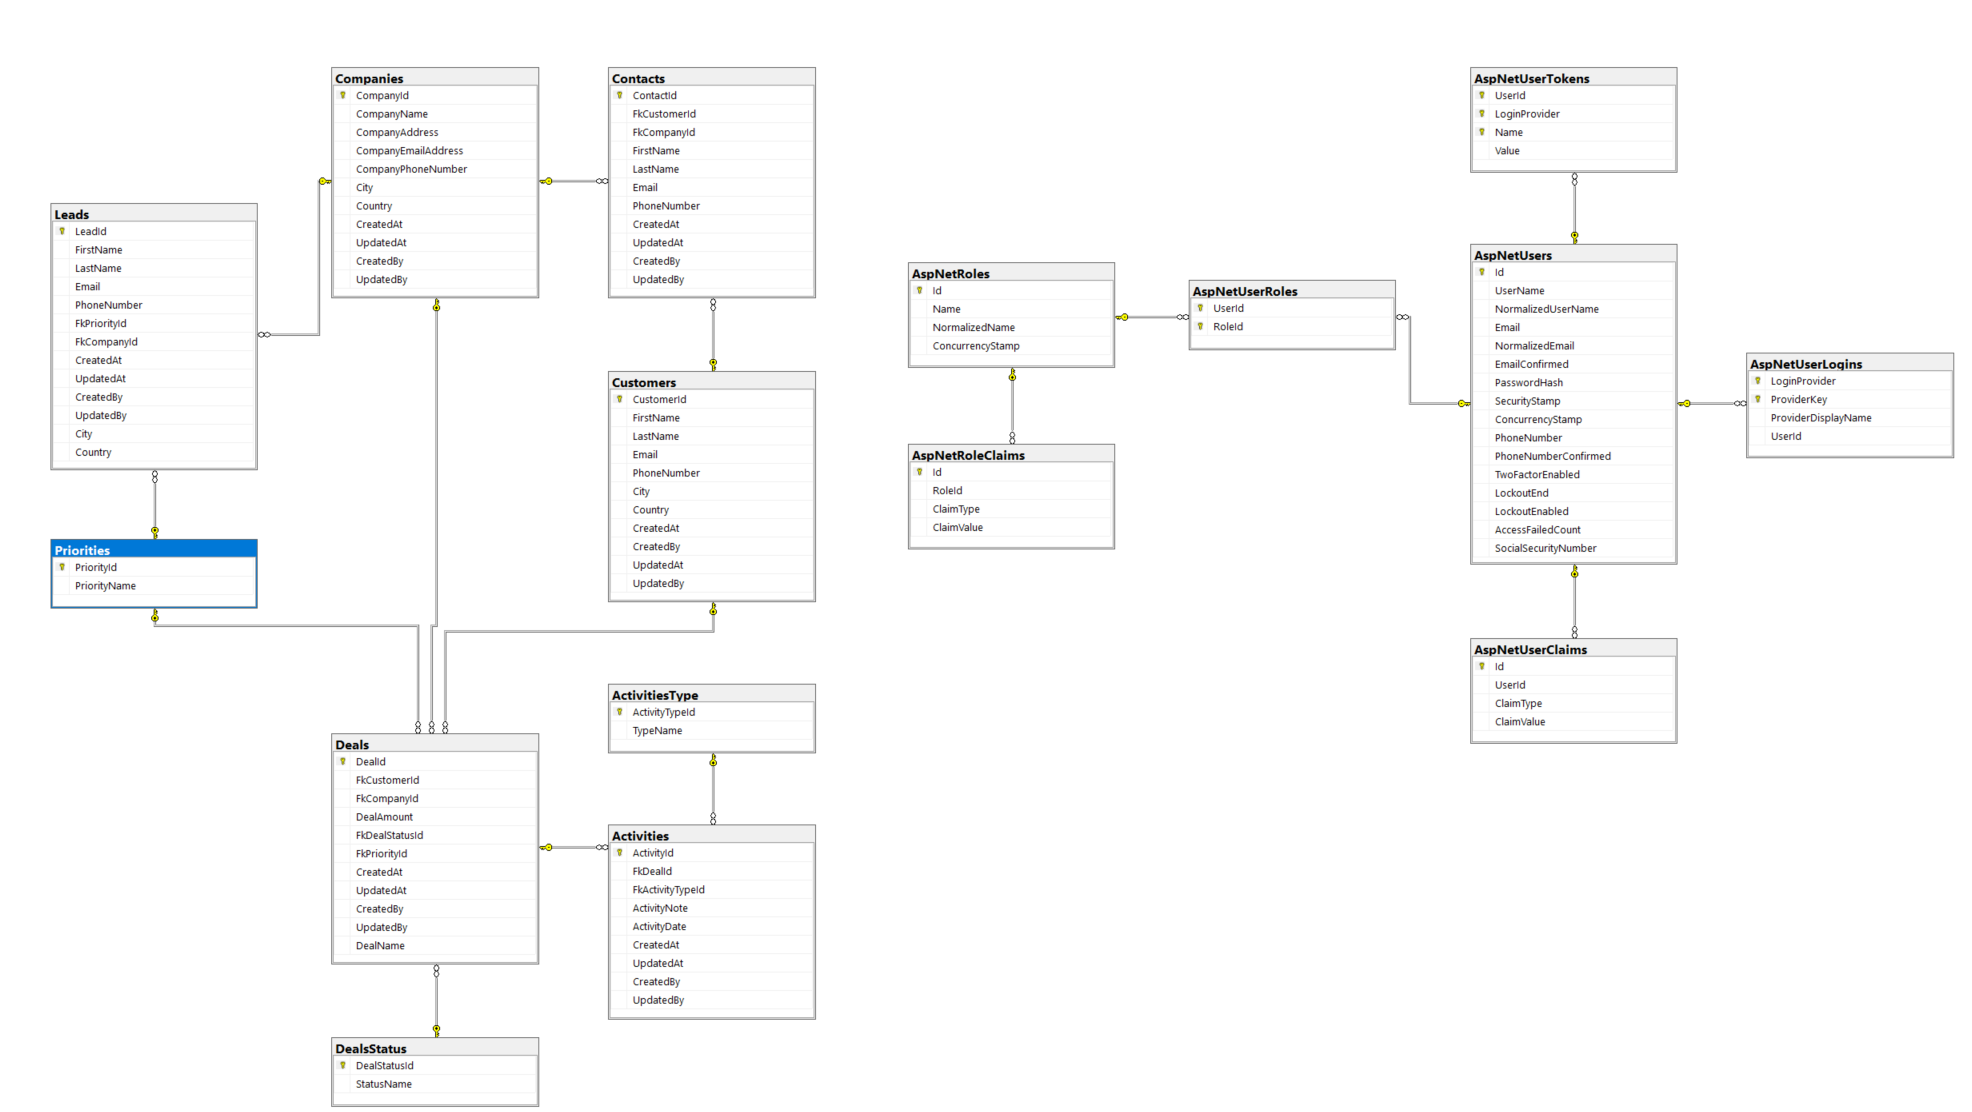 Companies
CompanyId
CompanyName
CompanyAddress
CompanyEmailAddress
CompanyPhoneNumber
City
Country
CreatedAt
UpdatedAt
CreatedBy
UpdatedBy
Contacts
ContactId
FkCustomerId
FkCompanyId
FirstName
LastName
Email
PhoneNumber
CreatedAt
UpdatedAt
CreatedBy
UpdatedBy
Leads
LeadId
FirstName
LastName
Email
PhoneNumber
FkPriorityId
FkCompanyId
CreatedAt
UpdatedAt
CreatedBy
UpdatedBy
City
Country
Customers
CustomerId
FirstName
LastName
Email
PhoneNumber
City
Country
CreatedAt
CreatedBy
UpdatedAt
UpdatedBy
Priorities
PriorityId
PriorityName
ActivitiesType
ActivityTypeId
TypeName
Deals
DealId
FkCustomerId
FkCompanyId
DealAmount
FkDealStatusId
FkPriorityId
CreatedAt
UpdatedAt
CreatedBy
UpdatedBy
DealName
Activities
ActivityId
FkDealId
FkActivityTypeId
ActivityNote
ActivityDate
CreatedAt
UpdatedAt
CreatedBy
UpdatedBy
DealsStatus
DealStatusId
StatusName
AspNetRoles
Id
Name
NormalizedName
ConcurrencyStamp
AspNetUserRoles
UserId
RoleId
AspNetRoleClaims
Id
RoleId
ClaimType
ClaimValue
AspNetUserTokens
UserId
LoginProvider
Name
Value
AspNetUsers
Id
UserName
NormalizedUserName
Email
NormalizedEmail
EmailConfirmed
PasswordHash
SecurityStamp
ConcurrencyStamp
PhoneNumber
PhoneNumberConfirmed
TwoFactorEnabled
LockoutEnd
LockoutEnabled
AccessFailedCount
SocialSecurityNumber
AspNetUserLogins
LoginProvider
ProviderKey
ProviderDisplayName
UserId
AspNetUserClaims
Id
UserId
ClaimType
ClaimValue